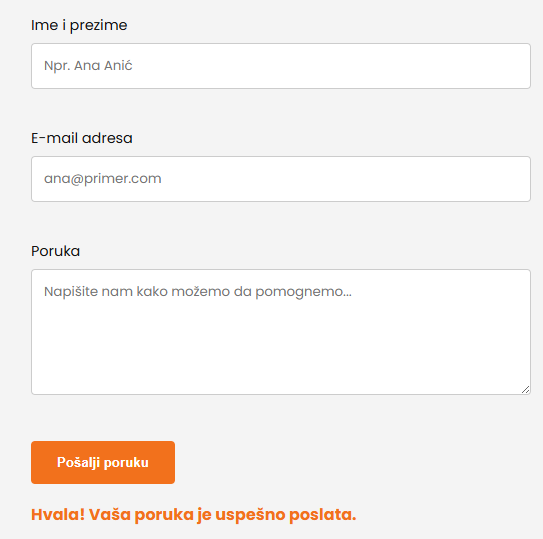 Ime i prezime
Npr. Ana Anić
E-mail adresa
ana@primer.com
Poruka
Napišite nam kako možemo da pomognemo...
Pošalji poruku
Hvala! Vaša poruka je uspešno poslata.